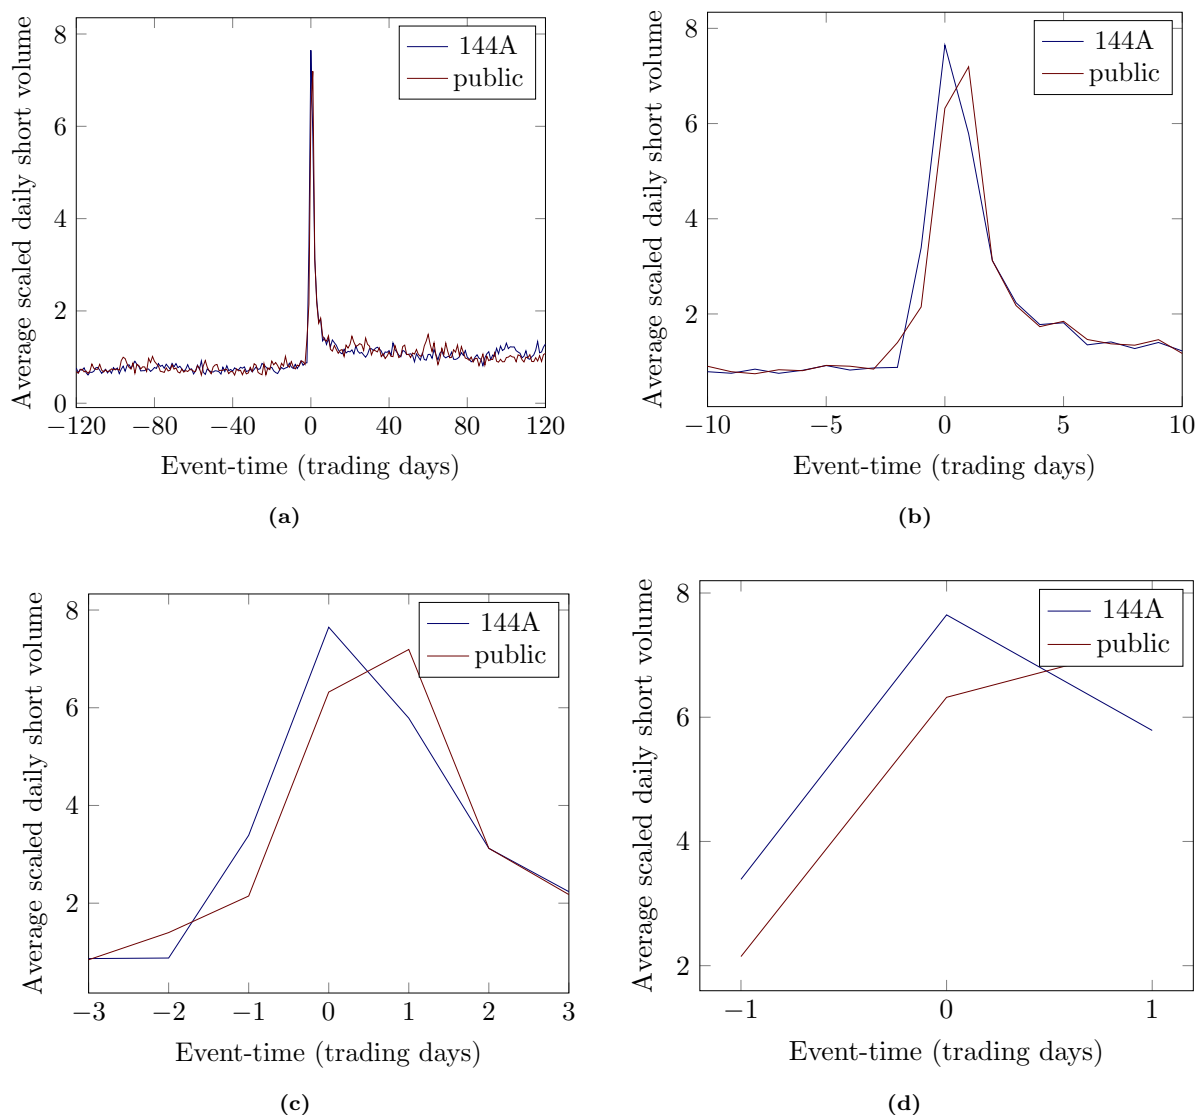 Average scaled daily short volume
8
6
4
2
0
144A
public
−120 −80 −40 0 40 80 120
Event-time (trading days)
(a)
Average scaled daily short volume
8
6
4
2
144A
public
−10 −5 0 5 10
Event-time (trading days)
(b)
Average scaled daily short volume
8
6
4
2
144A
public
−3 −2 −1 0 1 2 3
Event-time (trading days)
(c)
Average scaled daily short volume
8
6
4
2
144A
public
−1 0 1
Event-time (trading days)
(d)